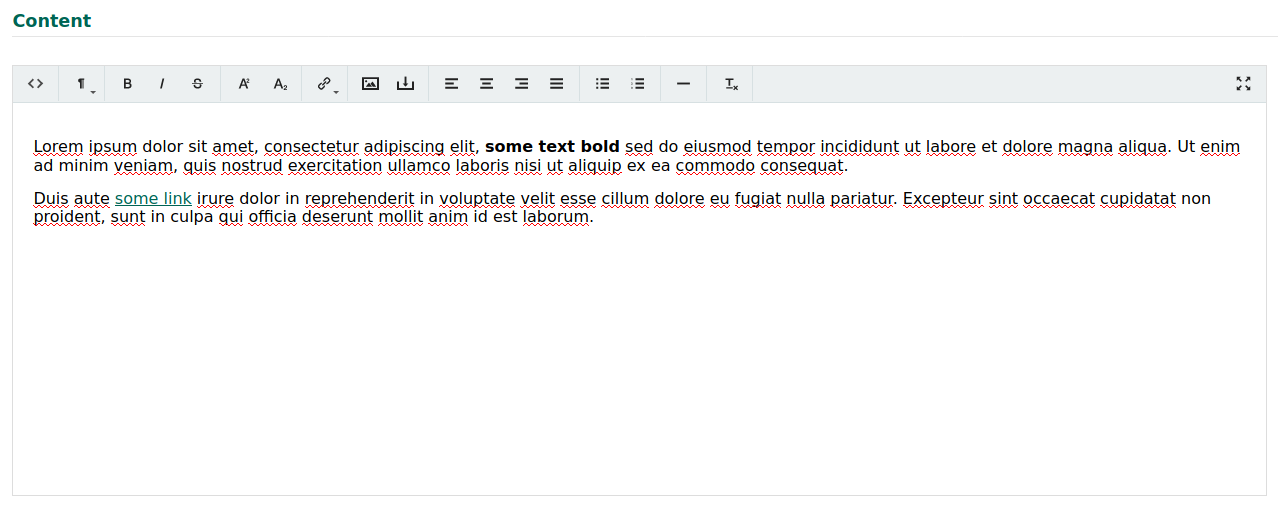 Content
Lorem ipsum dolor sit amet, consectetur adipiscing elit, some text bold sed do eiusmod tempor incididunt ut labore et dolore magna aliqua. Ut enim
ad minim veniam, quis nostrud exercitation ullamco laboris nisi ut aliquip ex ea commodo consequat.
Duis aute some link irure dolor in reprehenderit in voluptate velit esse cillum dolore eu fugiat nulla pariatur. Excepteur sint occaecat cupidatat non
proident, sunt in culpa qui officia deserunt mollit anim id est laborum.